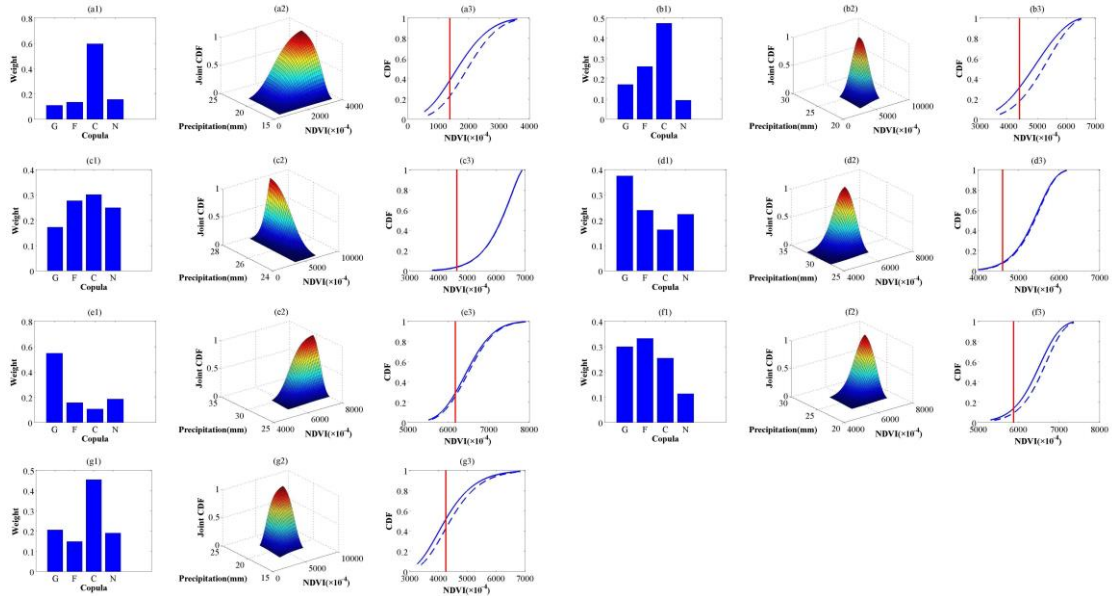 (a1)
0.8
0.6
0.4
0.2
0
Weight
G F C N
Copula
(a2)
Joint CDF
1
0.5
0
25
20
15
Precipitation(mm)
0
2000
4000
NDVI(×10⁻⁴)
(a3)
CDF
1
0.8
0.6
0.4
0.2
0
0 1000 2000 3000 4000
NDVI(×10⁻⁴)
(b1)
0.5
0.4
0.3
0.2
0.1
0
Weight
G F C N
Copula
(b2)
Joint CDF
1
0.5
0
30
25
20
Precipitation(mm)
0
5000
10000
NDVI(×10⁻⁴)
(b3)
CDF
1
0.8
0.6
0.4
0.2
0
3000 4000 5000 6000 7000
NDVI(×10⁻⁴)
(c1)
0.4
0.3
0.2
0.1
0
Weight
G F C N
Copula
(c2)
Joint CDF
1
0.5
0
28
26
24
Precipitation(mm)
0
5000
10000
NDVI(×10⁻⁴)
(c3)
CDF
1
0.8
0.6
0.4
0.2
0
3000 4000 5000 6000 7000
NDVI(×10⁻⁴)
(d1)
0.4
0.3
0.2
0.1
0
Weight
G F C N
Copula
(d2)
Joint CDF
1
0.5
0
35
30
25
Precipitation(mm)
4000
6000
8000
NDVI(×10⁻⁴)
(d3)
CDF
1
0.8
0.6
0.4
0.2
0
4000 5000 6000 7000
NDVI(×10⁻⁴)
(e1)
0.8
0.6
0.4
0.2
0
Weight
G F C N
Copula
(e2)
Joint CDF
1
0.5
0
35
30
25
Precipitation(mm)
4000
6000
8000
NDVI(×10⁻⁴)
(e3)
CDF
1
0.8
0.6
0.4
0.2
0
5000 6000 7000 8000
NDVI(×10⁻⁴)
(f1)
0.4
0.3
0.2
0.1
0
Weight
G F C N
Copula
(f2)
Joint CDF
1
0.5
0
30
25
20
Precipitation(mm)
4000
6000
8000
NDVI(×10⁻⁴)
(f3)
CDF
1
0.8
0.6
0.4
0.2
0
4000 5000 6000 7000 8000
NDVI(×10⁻⁴)
(g1)
0.5
0.4
0.3
0.2
0.1
0
Weight
G F C N
Copula
(g2)
Joint CDF
1
0.5
0
25
20
15
Precipitation(mm)
0
5000
10000
NDVI(×10⁻⁴)
(g3)
CDF
1
0.8
0.6
0.4
0.2
0
3000 4000 5000 6000 7000
NDVI(×10⁻⁴)